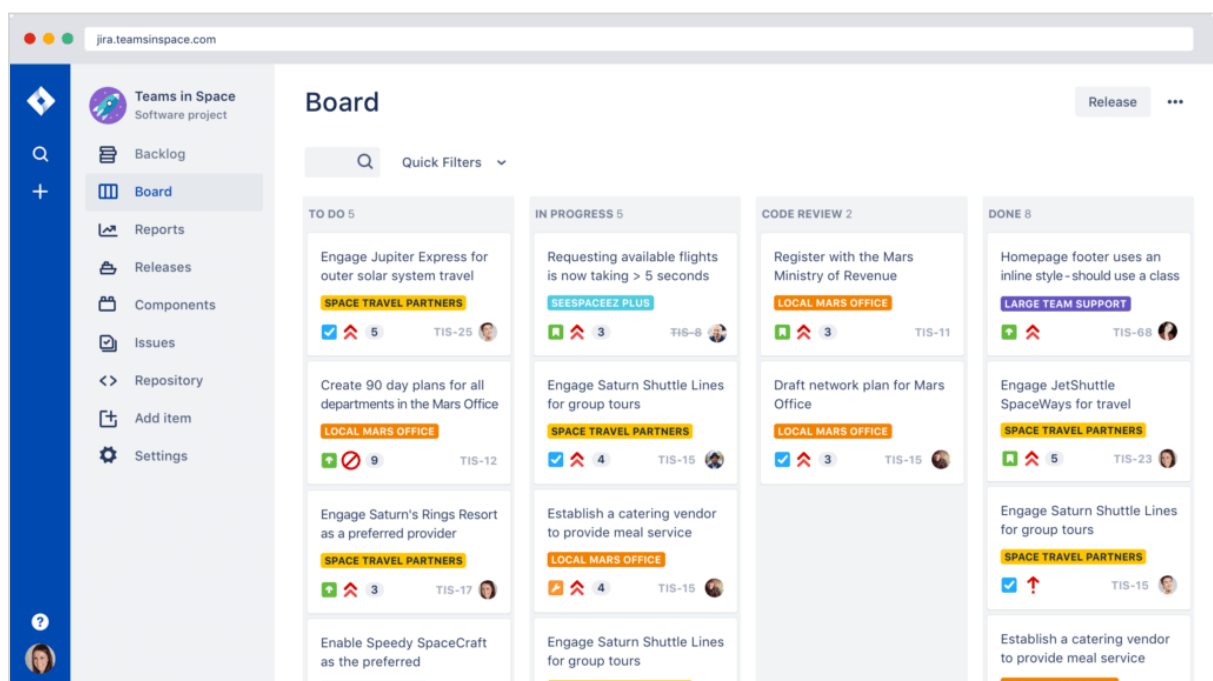 jira.teamsinspace.com
Teams in Space
Software project
Backlog
Board
Reports
Releases
Components
Issues
Repository
Add item
Settings
?
Board
Release
Quick Filters
TO DO 5
Engage Jupiter Express for
outer solar system travel
SPACE TRAVEL PARTNERS
5 TIS-25
Create 90 day plans for all
departments in the Mars Office
LOCAL MARS OFFICE
9 TIS-12
Engage Saturn's Rings Resort
as a preferred provider
SPACE TRAVEL PARTNERS
3 TIS-17
Enable Speedy SpaceCraft
as the preferred
IN PROGRESS 5
Requesting available flights
is now taking > 5 seconds
SEESPACEEZ PLUS
3 TIS-8
Engage Saturn Shuttle Lines
for group tours
SPACE TRAVEL PARTNERS
4 TIS-15
Establish a catering vendor
to provide meal service
LOCAL MARS OFFICE
4 TIS-15
Engage Saturn Shuttle Lines
for group tours
CODE REVIEW 2
Register with the Mars
Ministry of Revenue
LOCAL MARS OFFICE
3 TIS-11
Draft network plan for Mars
Office
LOCAL MARS OFFICE
3 TIS-15
DONE 8
Homepage footer uses an
inline style - should use a class
LARGE TEAM SUPPORT
TIS-68
Engage JetShuttle
SpaceWays for travel
SPACE TRAVEL PARTNERS
5 TIS-23
Engage Saturn Shuttle Lines
for group tours
SPACE TRAVEL PARTNERS
TIS-15
Establish a catering vendor
to provide meal service